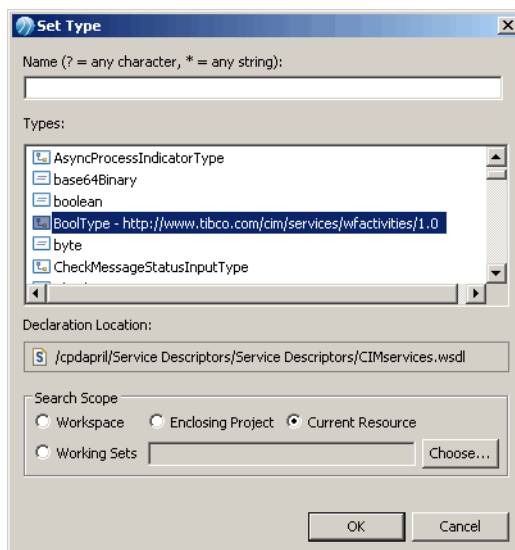 Set Type
Name (? = any character, * = any string):
Types:
AsyncProcessIndicatorType
base64Binary
boolean
BoolType - http://www.tibco.com/cim/services/wfactivities/1.0
byte
CheckMessageStatusInputType
Declaration Location:
/cpdapril/Service Descriptors/Service Descriptors/CIMservices.wsdl
Search Scope
Workspace Enclosing Project Current Resource
Working Sets Choose...
OK Cancel